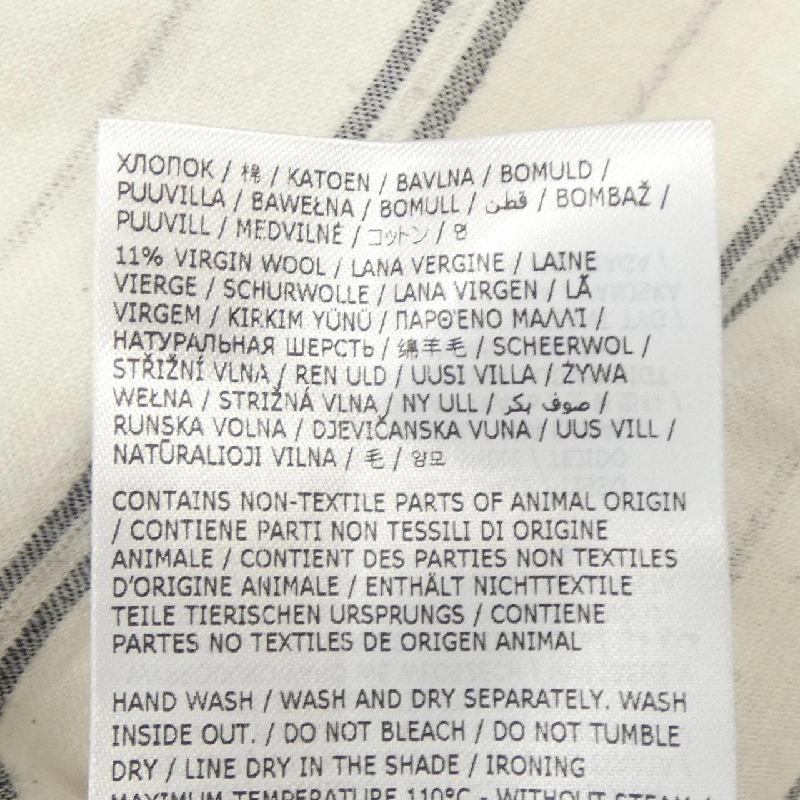 ХЛОПОК / 棉 / KATOEN / BAVLNA / BOMULD /
PUUVILLA / BAWEŁNA / BOMULL / قطن / BOMBAŽ /
PUUVILL / MEDVILNĖ / コットン / 면
11% VIRGIN WOOL / LANA VERGINE / LAINE
VIERGE / SCHURWOLLE / LANA VIRGEN / LÃ
VIRGEM / KIRKIM YÜNÜ / ΠΑΡΘΈΝΟ ΜΑΛΛΊ /
НАТУРАЛЬНАЯ ШЕРСТЬ / 绵羊毛 / SCHEERWOL /
STŘIŽNÍ VLNA / REN ULD / UUSI VILLA / ŻYWA
WEŁNA / STRIŽNÁ VLNA / NY ULL / صوف بكر /
RUNSKA VOLNA / DJEVIČANSKA VUNA / UUS VILL /
NATŪRALIOJI VILNA / 毛 / 양모
CONTAINS NON-TEXTILE PARTS OF ANIMAL ORIGIN
/ CONTIENE PARTI NON TESSILI DI ORIGINE
ANIMALE / CONTIENT DES PARTIES NON TEXTILES
D'ORIGINE ANIMALE / ENTHÄLT NICHTTEXTILE
TEILE TIERISCHEN URSPRUNGS / CONTIENE
PARTES NO TEXTILES DE ORIGEN ANIMAL
HAND WASH / WASH AND DRY SEPARATELY. WASH
INSIDE OUT. / DO NOT BLEACH / DO NOT TUMBLE
DRY / LINE DRY IN THE SHADE / IRONING
MAXIMUM TEMPERATURE 110°C - WITHOUT STEAM /